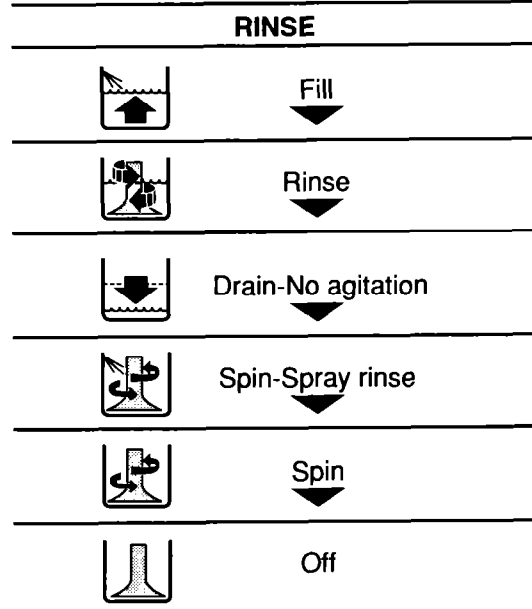 RINSE
Fill
Rinse
Drain-No agitation
Spin-Spray rinse
Spin
Off